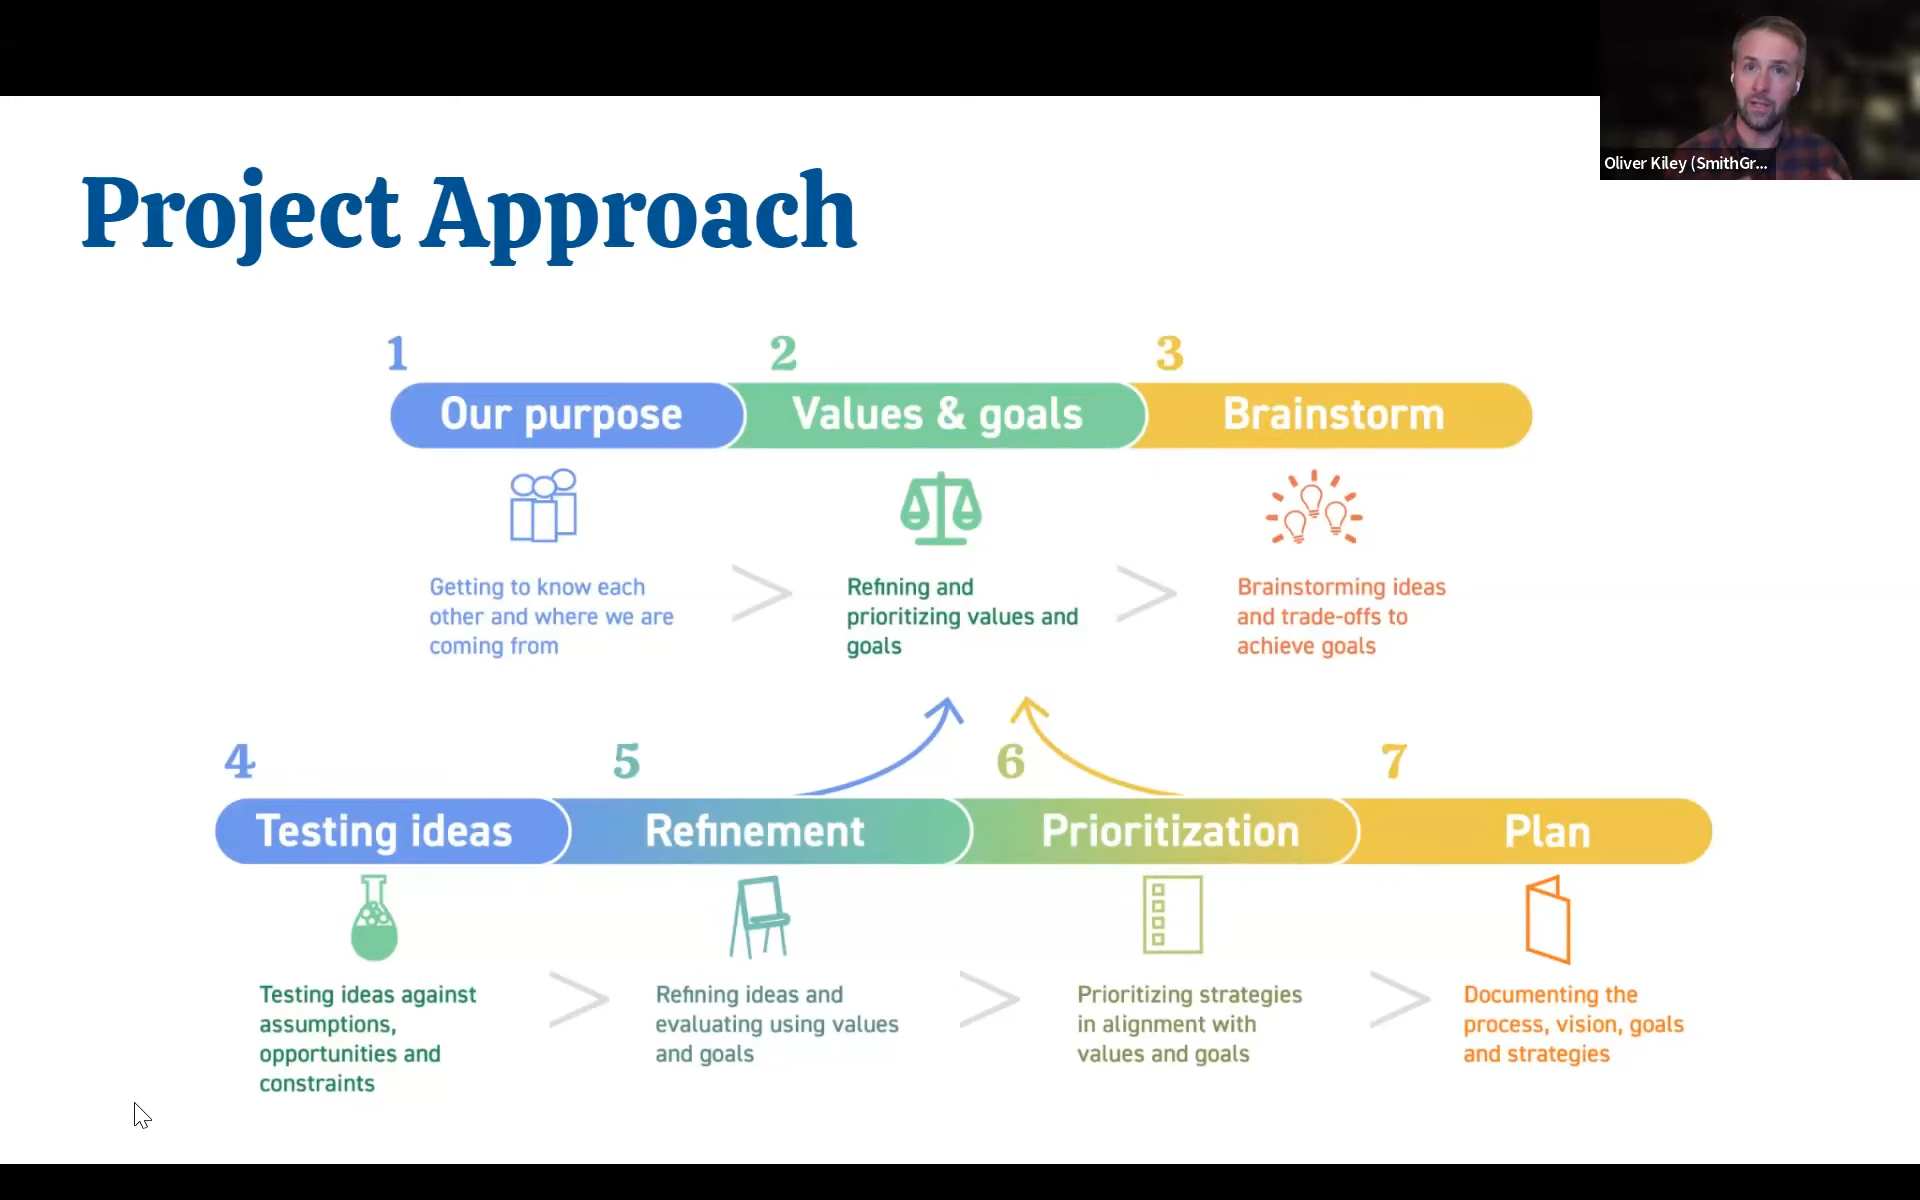 Oliver Kiley (SmithGr...
Project Approach
1
2
3
Our purpose
Values & goals
Brainstorm
Getting to know each
other and where we are
coming from
Refining and
prioritizing values and
goals
Brainstorming ideas
and trade-offs to
achieve goals
4
5
6
7
Testing ideas
Refinement
Prioritization
Plan
Testing ideas against
assumptions,
opportunities and
constraints
Refining ideas and
evaluating using values
and goals
Prioritizing strategies
in alignment with
values and goals
Documenting the
process, vision, goals
and strategies